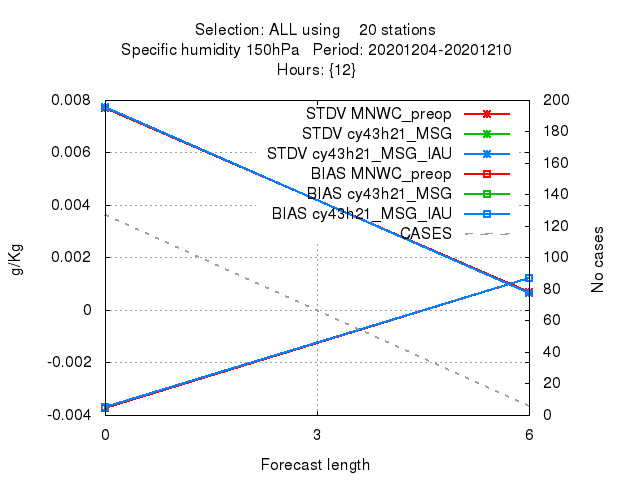 Selection: ALL using    20 stations
Specific humidity 150hPa   Period: 20201204-20201210
Hours: {12}
0.008
0.006
0.004
0.002
0
-0.002
-0.004
g/Kg
STDV MNWC_preop
STDV cy43h21_MSG
STDV cy43h21_MSG_IAU
BIAS MNWC_preop
BIAS cy43h21_MSG
BIAS cy43h21_MSG_IAU
CASES
200
180
160
140
120
100
80
60
40
20
0
No cases
0 3 6
Forecast length